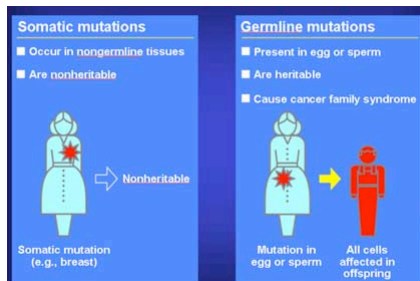 Somatic mutations
Occur in nongermline tissues
Are nonheritable
Nonheritable
Somatic mutation
(e.g., breast)
Germline mutations
Present in egg or sperm
Are heritable
Cause cancer family syndrome
Mutation in
egg or sperm
All cells
affected in
offspring